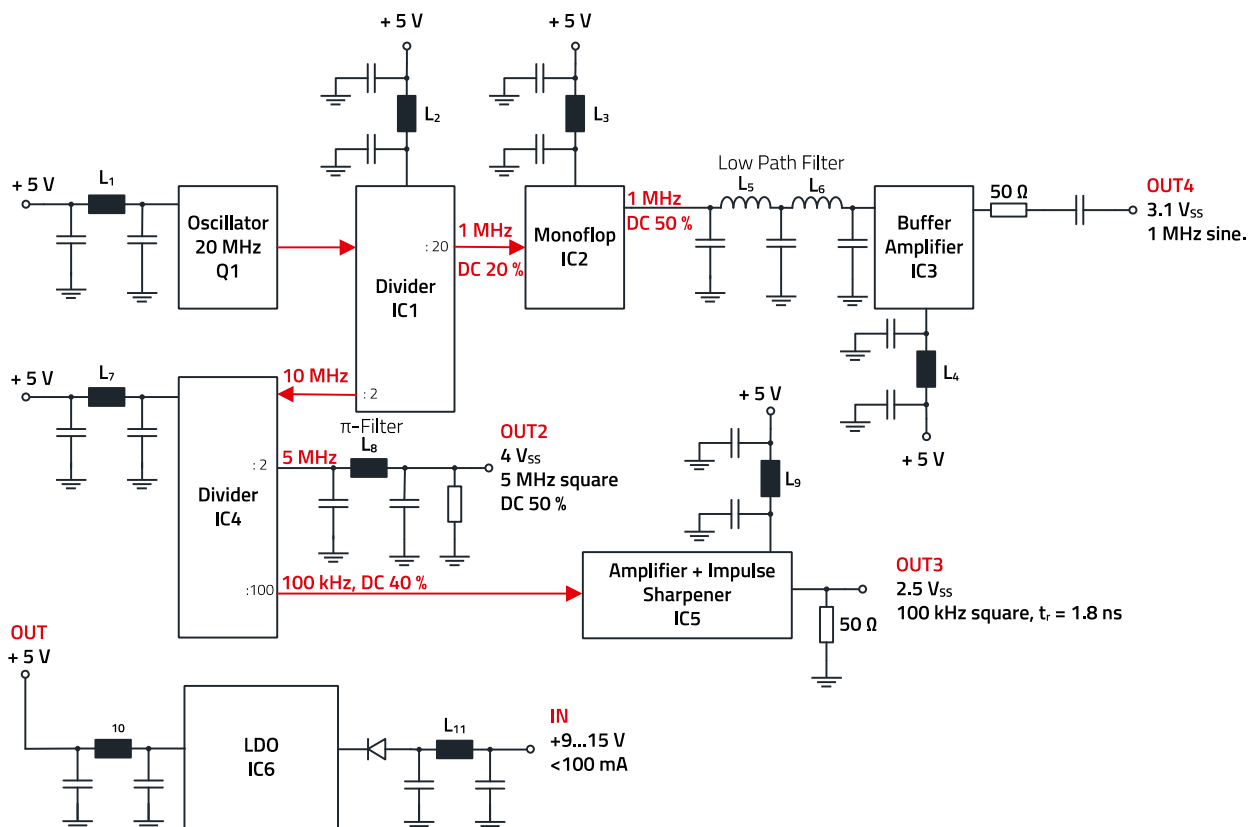 + 5 V
+ 5 V
L₂
L₃
+ 5 V
L₁
Oscillator
20 MHz
Q1
: 20
Divider
IC1
: 2
1 MHz
DC 20 %
Monoflop
IC2
1 MHz
DC 50 %
Low Path Filter
L₅
L₆
Buffer
Amplifier
IC3
50 Ω
OUT4
3.1 Vₛₛ
1 MHz sine.
L₄
+ 5 V
+ 5 V
L₇
10 MHz
: 2
Divider
IC4
:100
5 MHz
π-Filter
L₈
OUT2
4 Vₛₛ
5 MHz square
DC 50 %
+ 5 V
L₉
100 kHz, DC 40 %
Amplifier + Impulse
Sharpener
IC5
50 Ω
OUT3
2.5 Vₛₛ
100 kHz square, tᵣ = 1.8 ns
OUT
+ 5 V
10
LDO
IC6
L₁₁
IN
+9...15 V
<100 mA